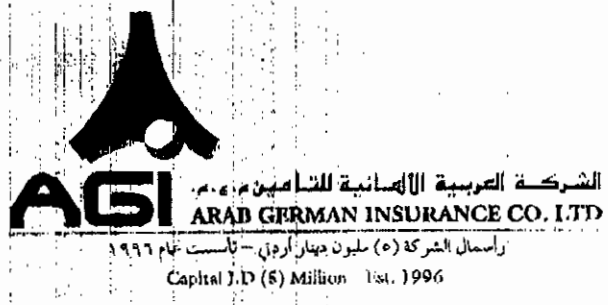 AGI
الشركة العربية الألمانية للتأمين م.ع.م.
ARAB GERMAN INSURANCE CO. LTD
رأسمال الشركة (٥) مليون دينار أردني - تأسست عام ١٩٩٦
Capital J.D (5) Million Est. 1996